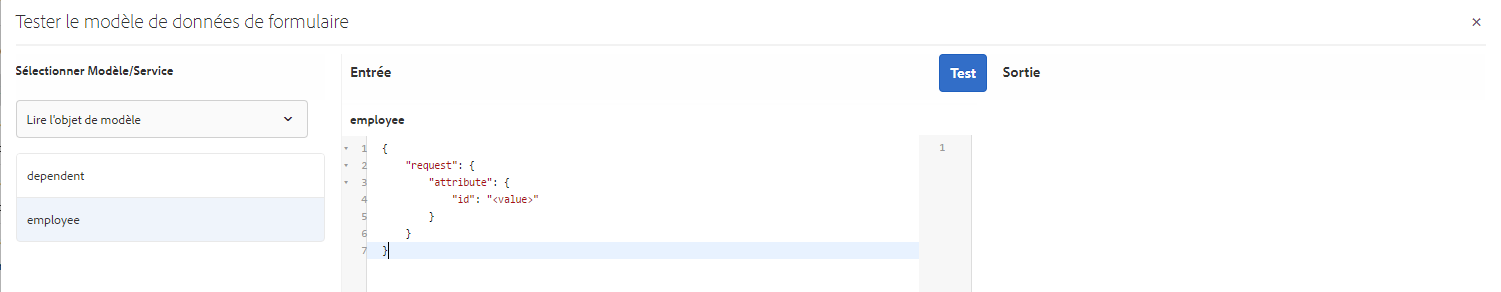 Tester le modèle de données de formulaire
×
Sélectionner Modèle/Service
Entrée
Test
Sortie
Lire l'objet de modèle
dependent
employee
employee
1 {
2 "request": {
3 "attribute": {
4 "id": "<value>"
5 }
6 }
7 }
1